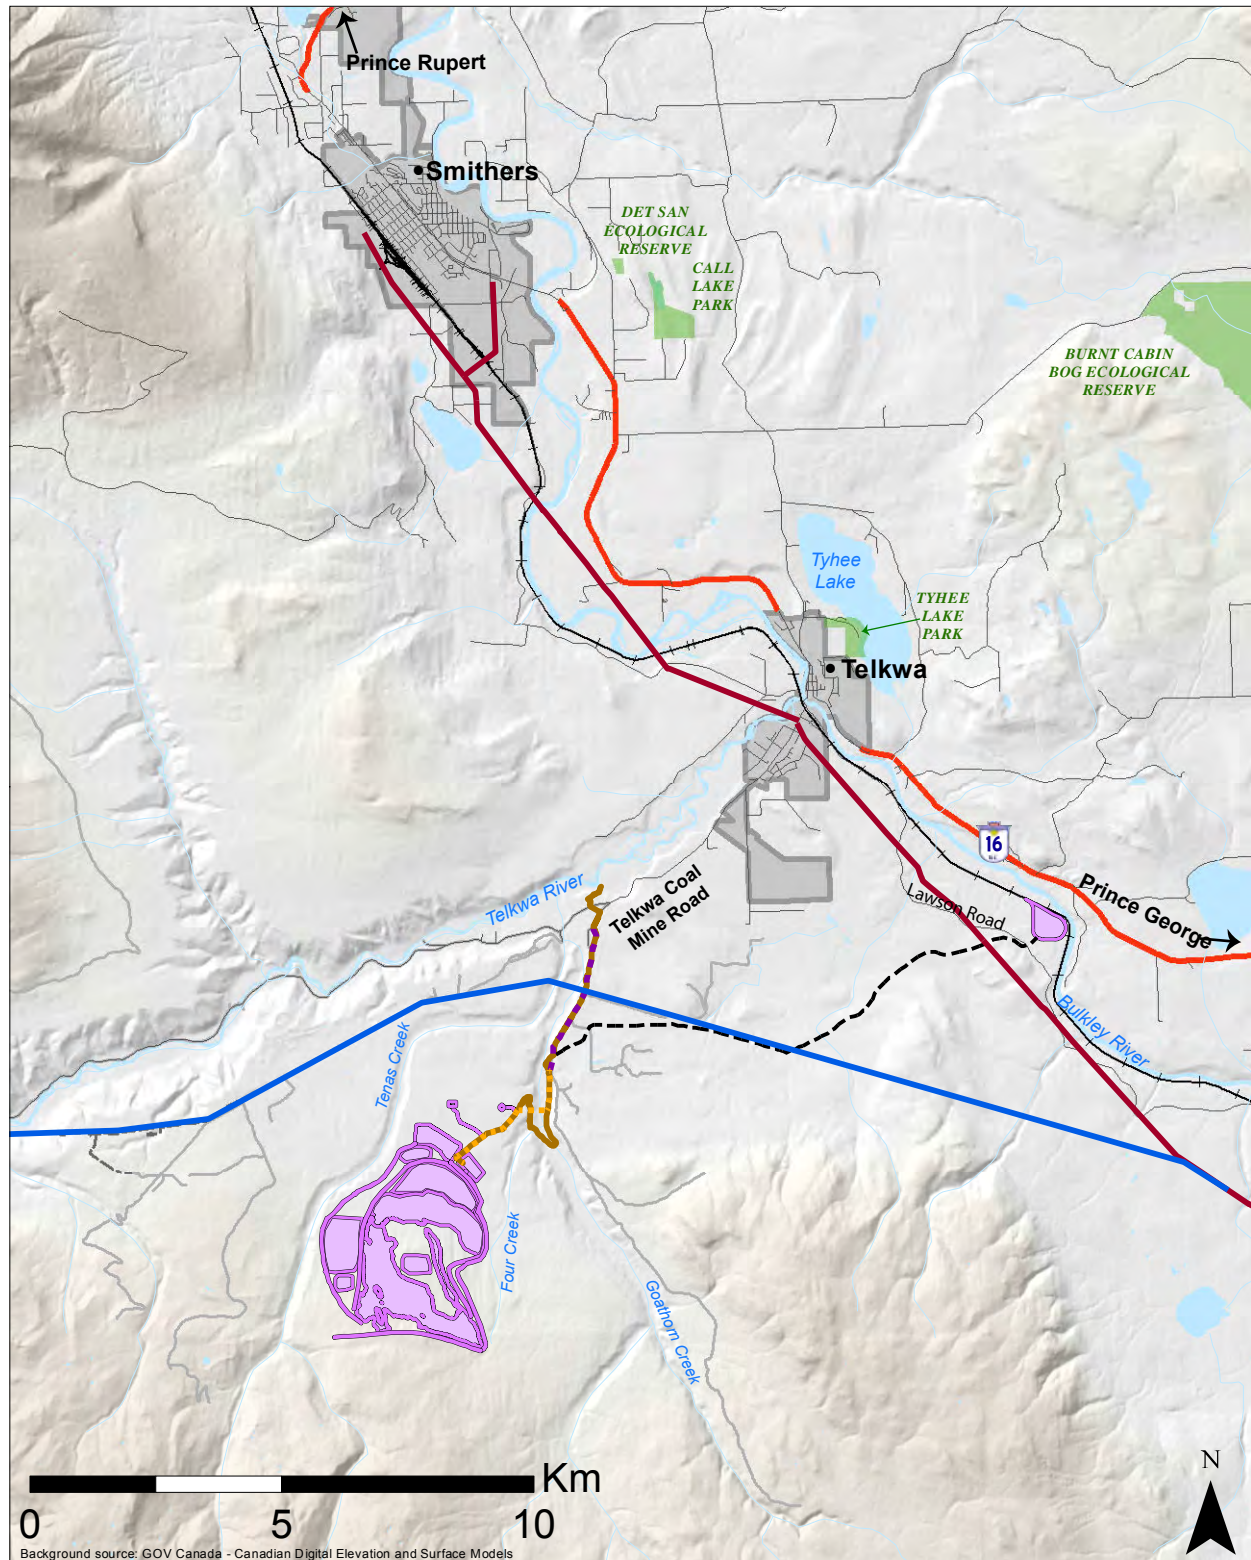 Prince Rupert
Smithers
DET SAN
ECOLOGICAL
RESERVE
CALL
LAKE
PARK
BURNT CABIN
BOG ECOLOGICAL
RESERVE
Tyhee
Lake
TYHEE
LAKE
PARK
Telkwa
16
Telkwa River
Telkwa Coal
Mine Road
Lawson Road
Prince George
Bulkley River
Tenas Creek
Four Creek
Goathorn Creek
N
Km
0 5 10
Background source: GOV Canada - Canadian Digital Elevation and Surface Models